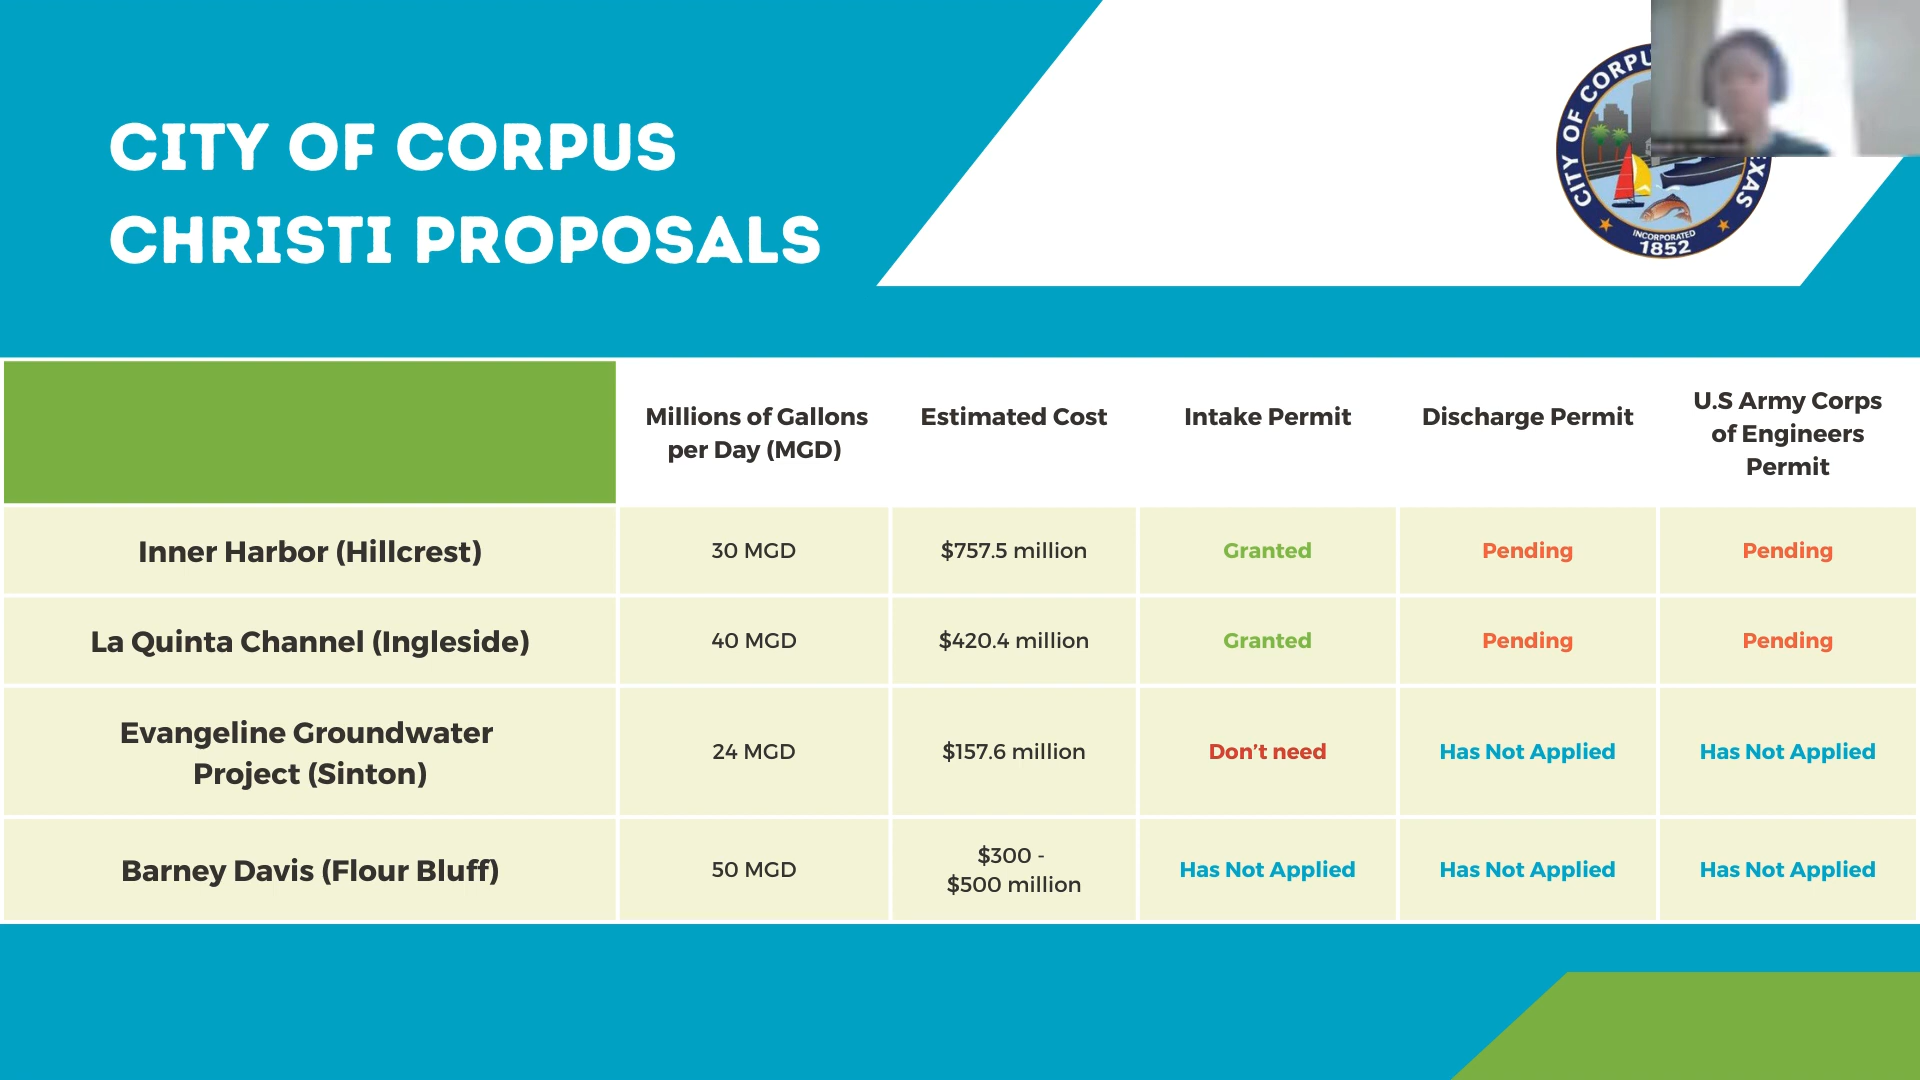 CITY OF CORPUS
CHRISTI PROPOSALS
CITY OF CORPU
EXAS
INCORPORATED
1852
Millions of Gallons
per Day (MGD)
Estimated Cost
Intake Permit
Discharge Permit
U.S Army Corps
of Engineers
Permit
Inner Harbor (Hillcrest)
30 MGD
$757.5 million
Granted
Pending
Pending
La Quinta Channel (Ingleside)
40 MGD
$420.4 million
Granted
Pending
Pending
Evangeline Groundwater
Project (Sinton)
24 MGD
$157.6 million
Don’t need
Has Not Applied
Has Not Applied
Barney Davis (Flour Bluff)
50 MGD
$300 -
$500 million
Has Not Applied
Has Not Applied
Has Not Applied